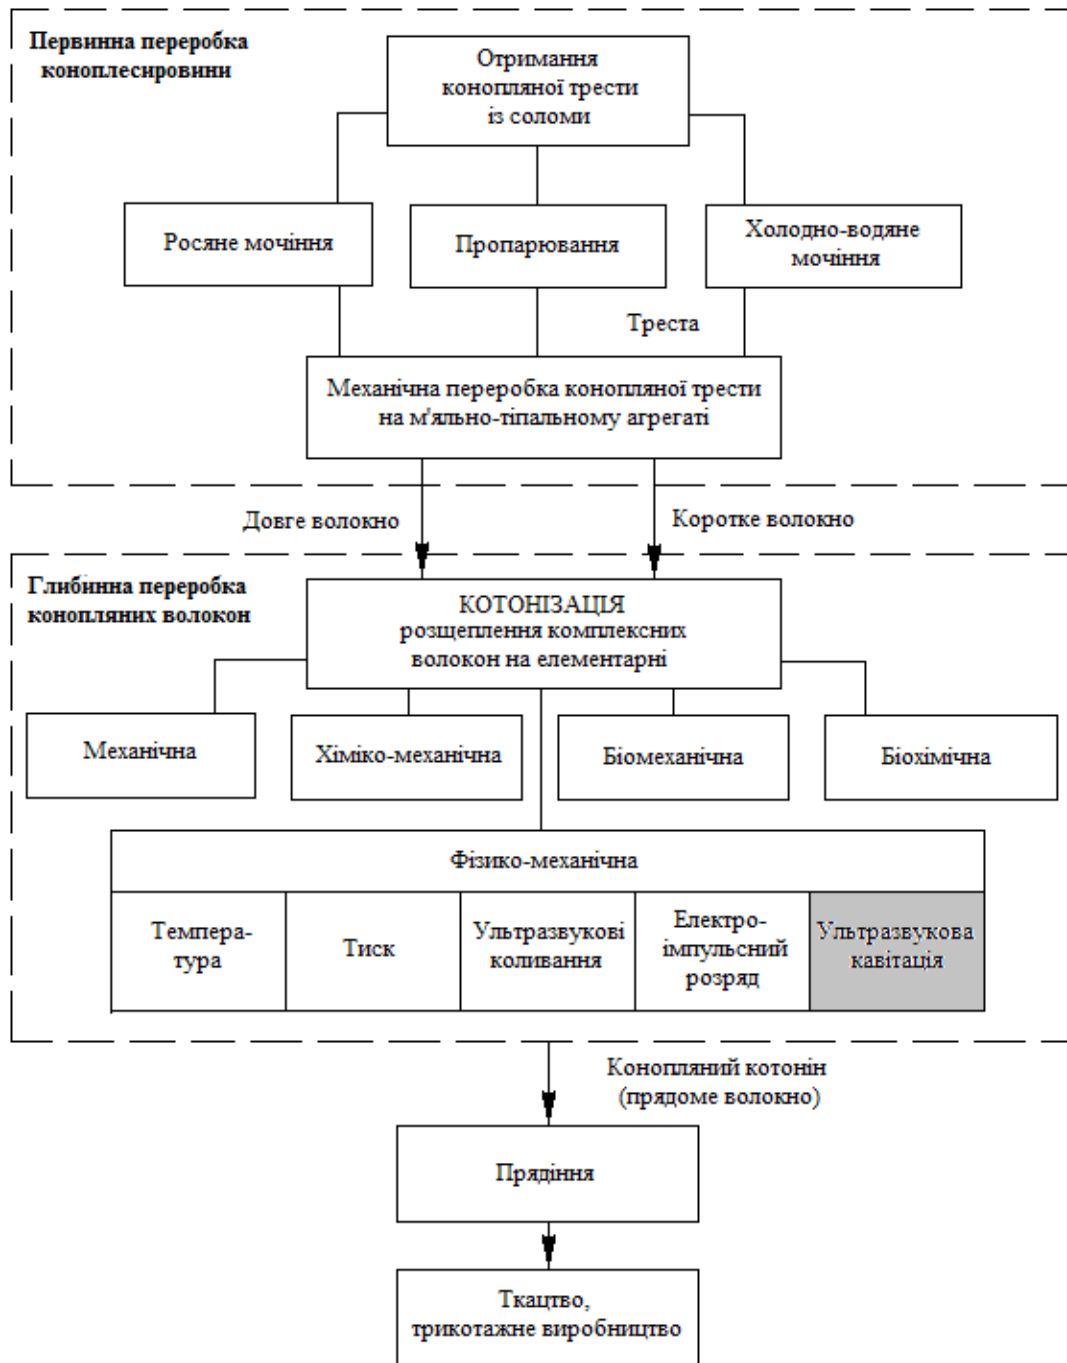 Первинна переробка
коноплесировини
Отримання
конопляної трести
із соломи
Росяне мочіння
Пропарювання
Холодно-водяне
мочіння
Треста
Механічна переробка конопляної трести
на м'яльно-тіпальному агрегаті
Довге волокно
Коротке волокно
Глибинна переробка
конопляних волокон
КОТОНІЗАЦІЯ
розщеплення комплексних
волокон на елементарні
Механічна
Хіміко-механічна
Біомеханічна
Біохімічна
Фізико-механічна
Темпера-
тура
Тиск
Ультразвукові
коливання
Електро-
імпульсний
розряд
Ультразвукова
кавітація
Конопляний котонін
(прядоме волокно)
Прядіння
Ткацтво,
трикотажне виробництво